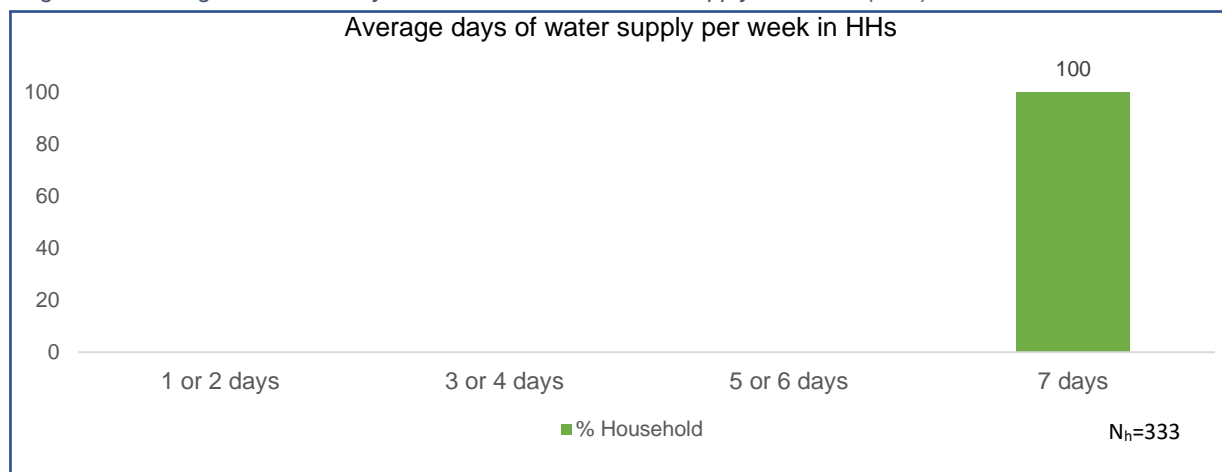 Average days of water supply per week in HHs
100
100
80
60
40
20
0
1 or 2 days
3 or 4 days
5 or 6 days
7 days
% Household
Nₕ=333